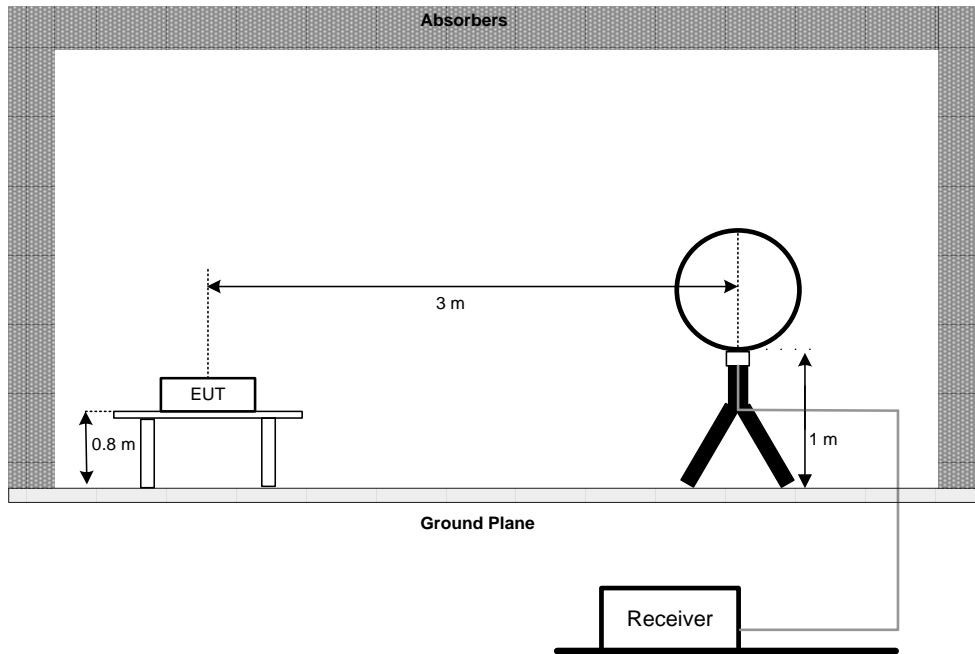 Absorbers
3 m
EUT
0.8 m
1 m
Ground Plane
Receiver